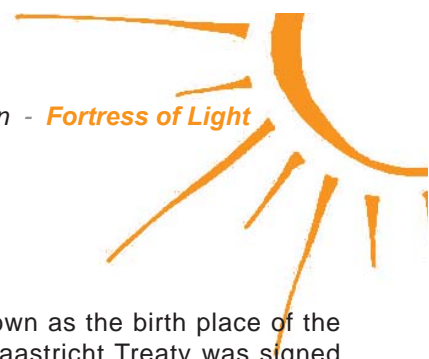 - Fortress of Light
own as the birth place of the
aastricht Treaty was signed